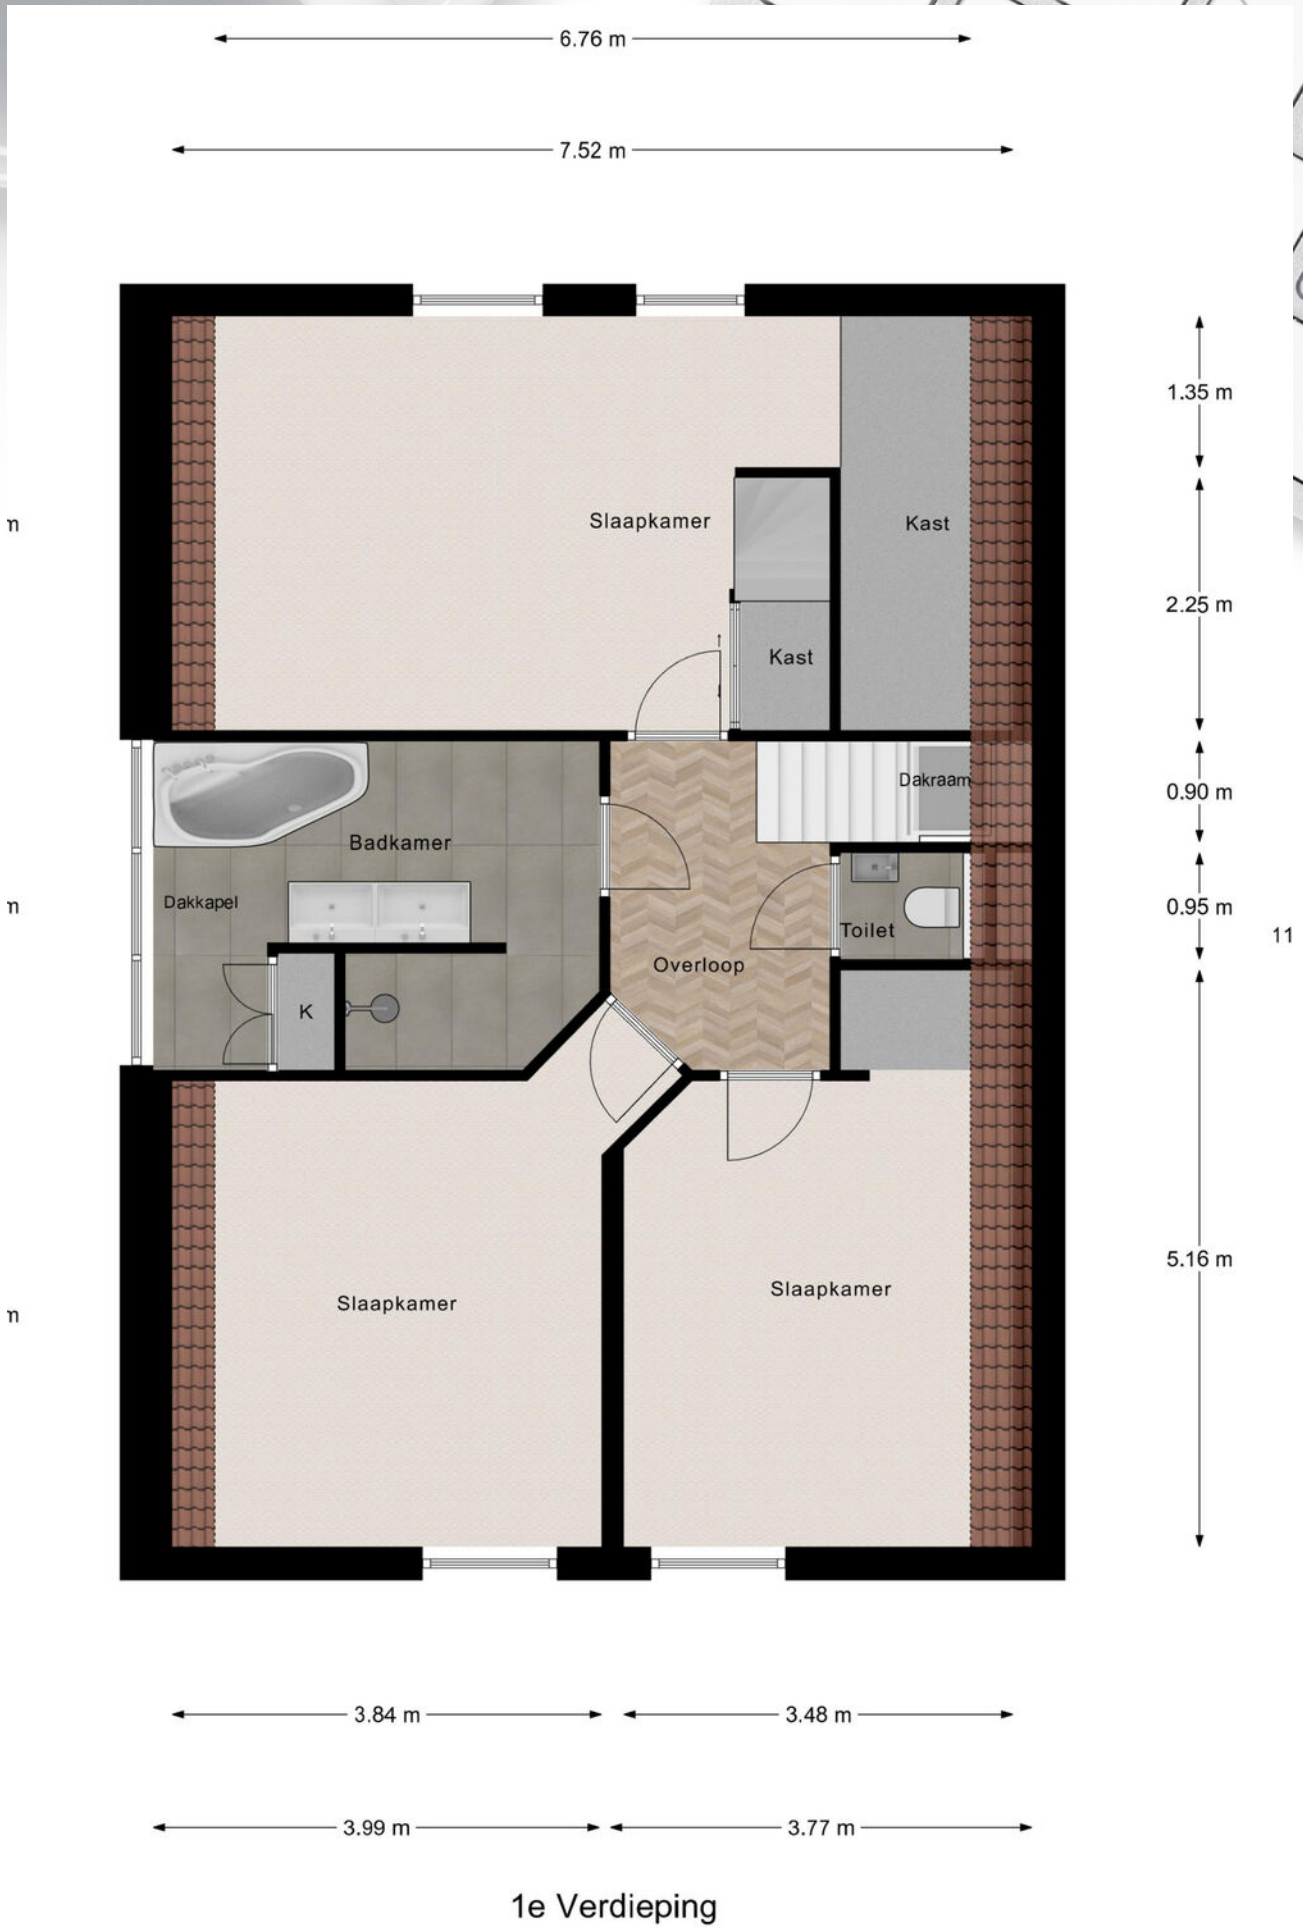 6.76 m
7.52 m
1.35 m
m
Slaapkamer
Kast
2.25 m
Kast
Dakraam
0.90 m
Badkamer
Dakkapel
m
0.95 m
Toilet
11
Overloop
K
5.16 m
Slaapkamer
Slaapkamer
m
3.84 m
3.48 m
3.99 m
3.77 m
1e Verdieping